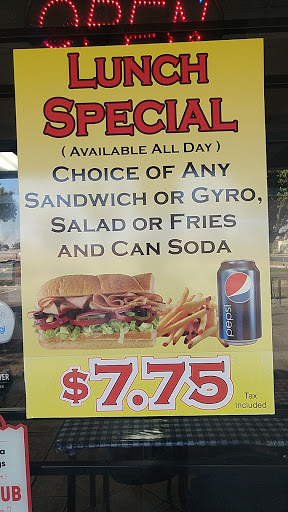 OPEN
LUNCH
SPECIAL
( AVAILABLE ALL DAY )
CHOICE OF ANY
SANDWICH OR GYRO,
SALAD OR FRIES
AND CAN SODA
pepsi
$7.75
Tax
Included
UB